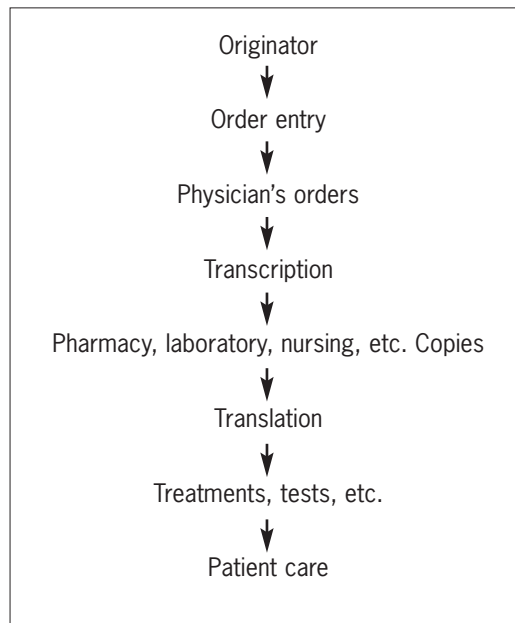 Originator
Order entry
Physician's orders
Transcription
Pharmacy, laboratory, nursing, etc. Copies
Translation
Treatments, tests, etc.
Patient care